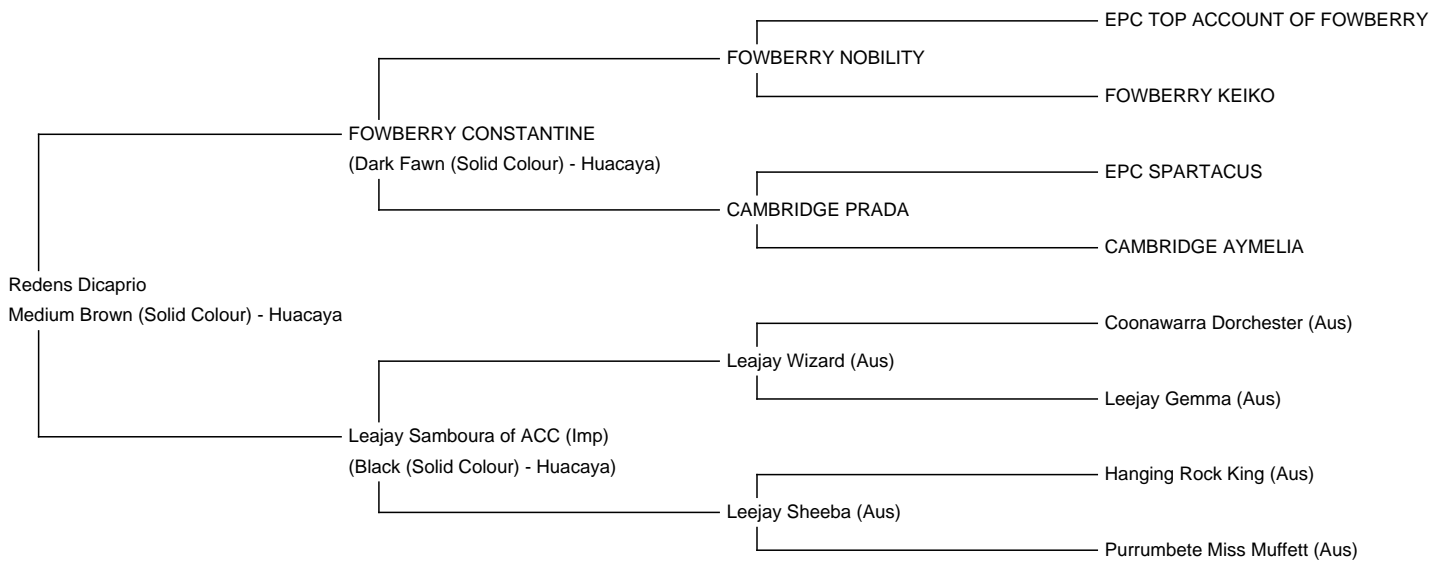 EPC TOP ACCOUNT OF FOWBERRY
FOWBERRY NOBILITY
FOWBERRY KEIKO
FOWBERRY CONSTANTINE
(Dark Fawn (Solid Colour) - Huacaya)
EPC SPARTACUS
CAMBRIDGE PRADA
CAMBRIDGE AYMELIA
Redens Dicaprio
Medium Brown (Solid Colour) - Huacaya
Coonawarra Dorchester (Aus)
Leajay Wizard (Aus)
Leejay Gemma (Aus)
Leajay Samboura of ACC (Imp)
(Black (Solid Colour) - Huacaya)
Hanging Rock King (Aus)
Leejay Sheeba (Aus)
Purrumbete Miss Muffett (Aus)